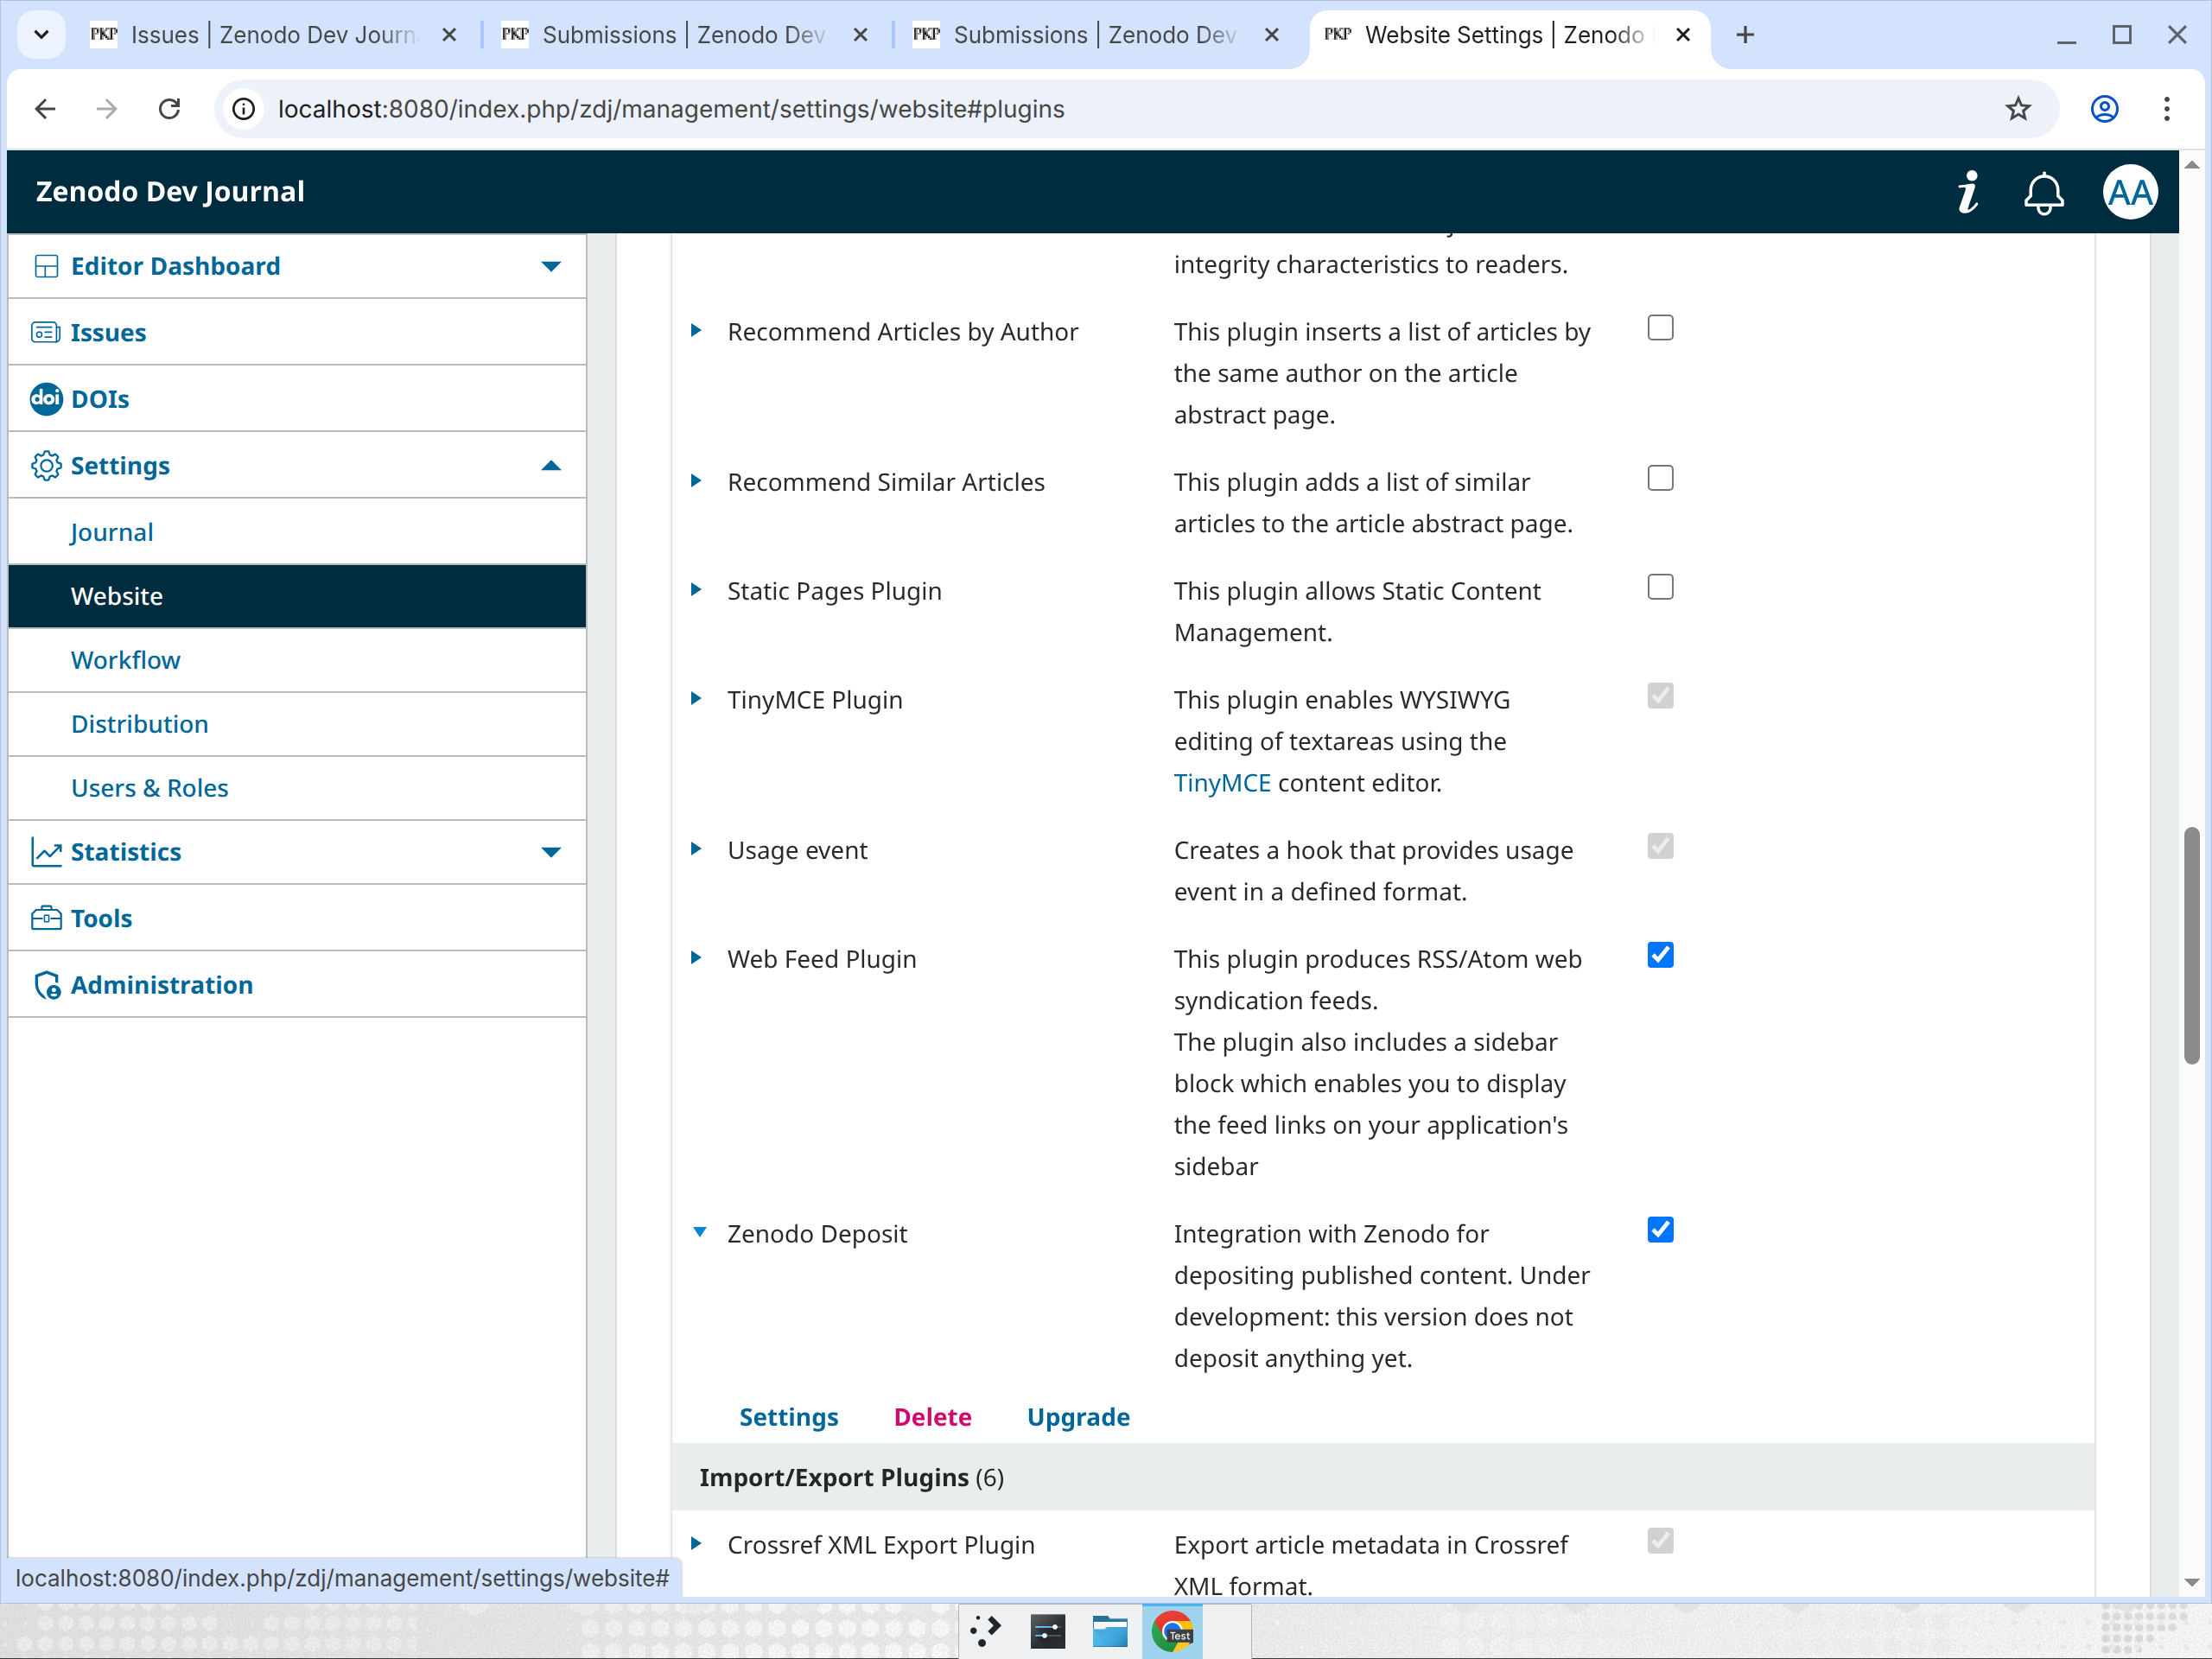 PKP Issues | Zenodo Dev Journ
PKP Submissions | Zenodo Dev
PKP Submissions | Zenodo Dev
PKP Website Settings | Zenodo
localhost:8080/index.php/zdj/management/settings/website#plugins
Zenodo Dev Journal
AA
Editor Dashboard
Issues
doi DOIs
Settings
Journal
Website
Workflow
Distribution
Users & Roles
Statistics
Tools
Administration
integrity characteristics to readers.
Recommend Articles by Author
This plugin inserts a list of articles by
the same author on the article
abstract page.
Recommend Similar Articles
This plugin adds a list of similar
articles to the article abstract page.
Static Pages Plugin
This plugin allows Static Content
Management.
TinyMCE Plugin
This plugin enables WYSIWYG
editing of textareas using the
TinyMCE content editor.
Usage event
Creates a hook that provides usage
event in a defined format.
Web Feed Plugin
This plugin produces RSS/Atom web
syndication feeds.
The plugin also includes a sidebar
block which enables you to display
the feed links on your application's
sidebar
Zenodo Deposit
Integration with Zenodo for
depositing published content. Under
development: this version does not
deposit anything yet.
Settings Delete Upgrade
Import/Export Plugins (6)
Crossref XML Export Plugin
Export article metadata in Crossref
XML format.
localhost:8080/index.php/zdj/management/settings/website#
Test